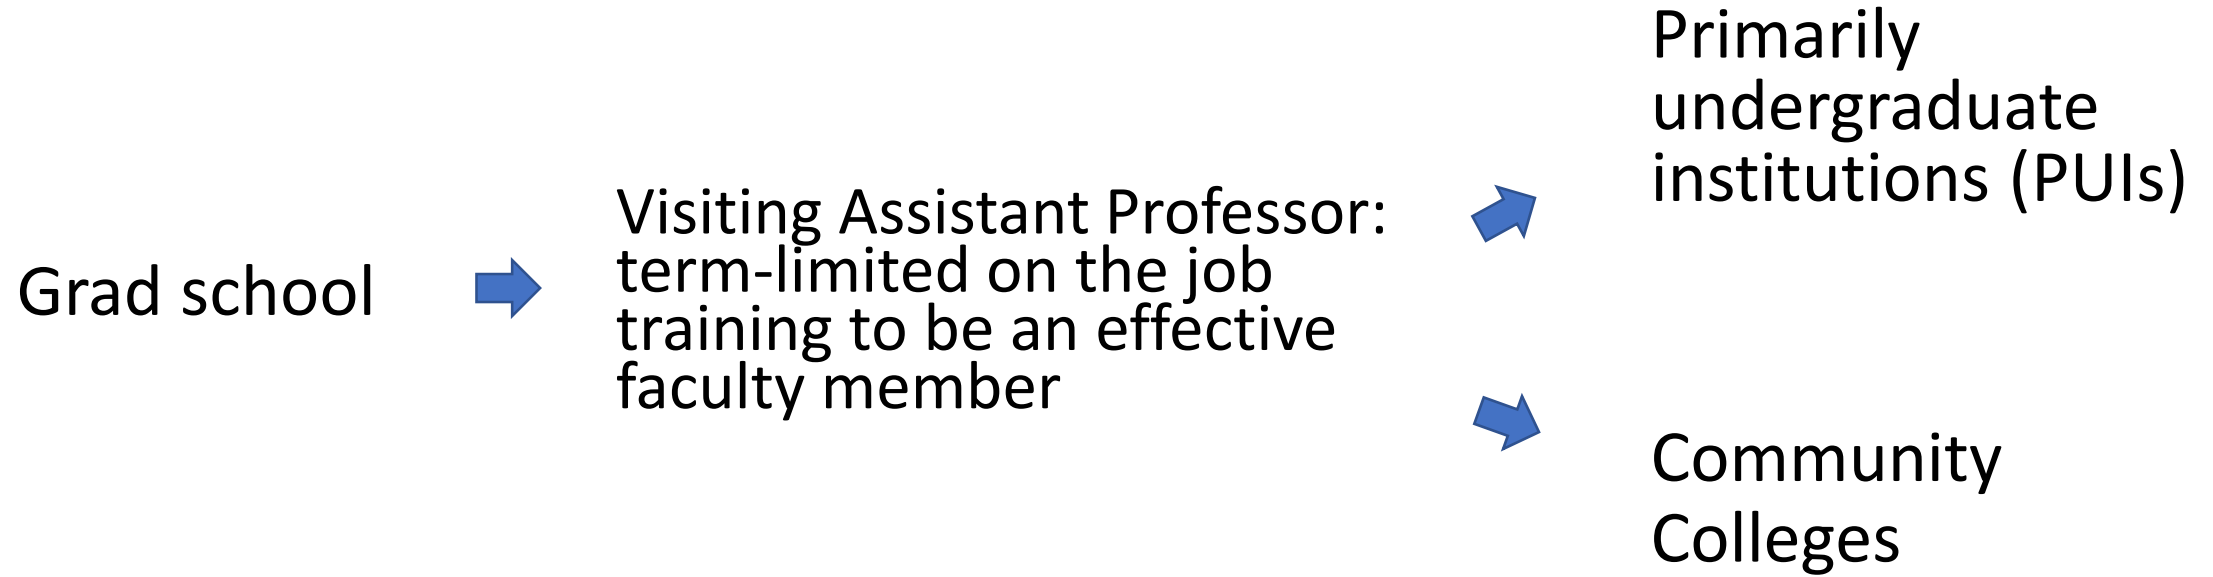 Grad school
Visiting Assistant Professor:
term-limited on the job
training to be an effective
faculty member
Primarily
undergraduate
institutions (PUIs)
Community
Colleges